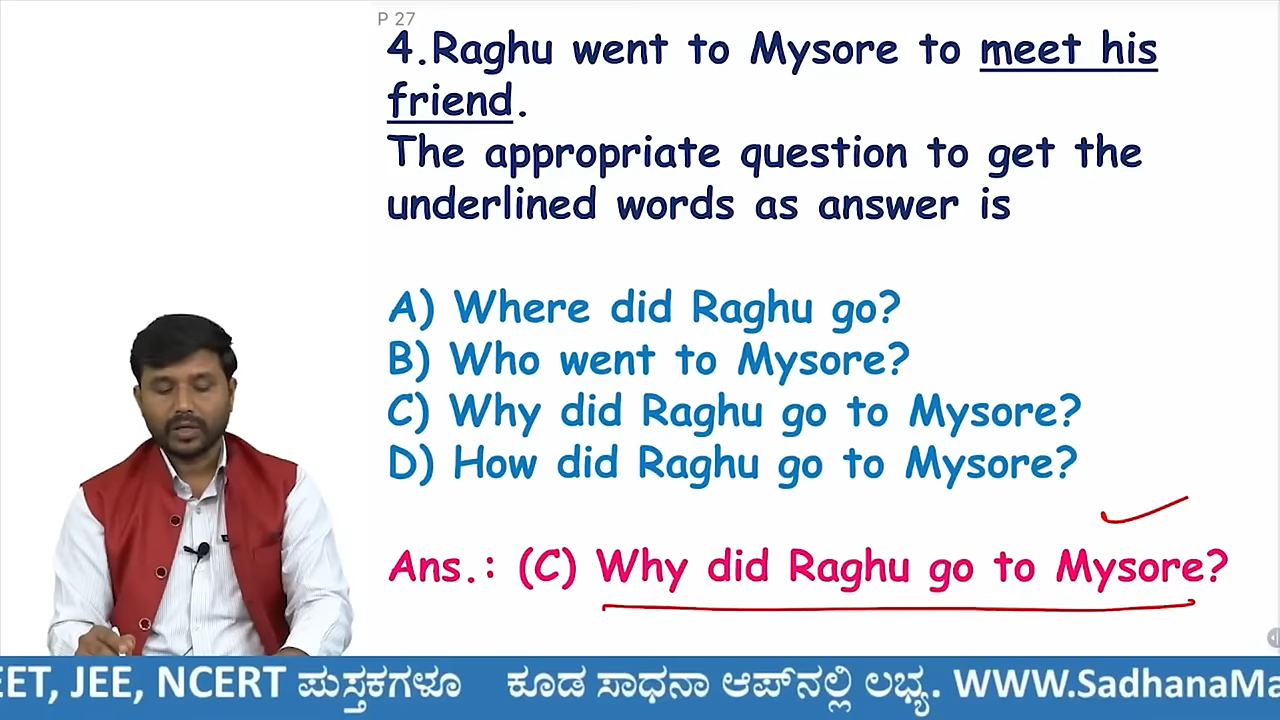 P 27
4.Raghu went to Mysore to meet his
friend.
The appropriate question to get the
underlined words as answer is
A) Where did Raghu go?
B) Who went to Mysore?
C) Why did Raghu go to Mysore?
D) How did Raghu go to Mysore?
Ans.: (C) Why did Raghu go to Mysore?
EET, JEE, NCERT ಪುಸ್ತಕಗಳೂ ಕೂಡ ಸಾಧನಾ ಆಪ್‌ನಲ್ಲಿ ಲಭ್ಯ. WWW.SadhanaMa